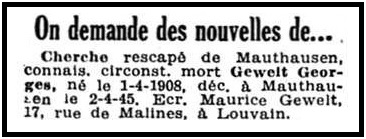 On demande des nouvelles de...
Cherche rescapé de Mauthausen,
connais. circonst. mort Gewelt Geor-
ges, né le 1-4-1908, déc. à Mauthau-
zen le 2-4-45. Ecr. Maurice Gewelt,
17, rue de Malines, à Louvain.